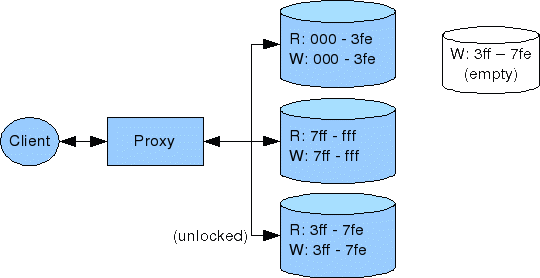 R: 000 - 3fe
W: 000 - 3fe
W: 3ff – 7fe
(empty)
Client
Proxy
R: 7ff - fff
W: 7ff - fff
(unlocked)
R: 3ff - 7fe
W: 3ff - 7fe